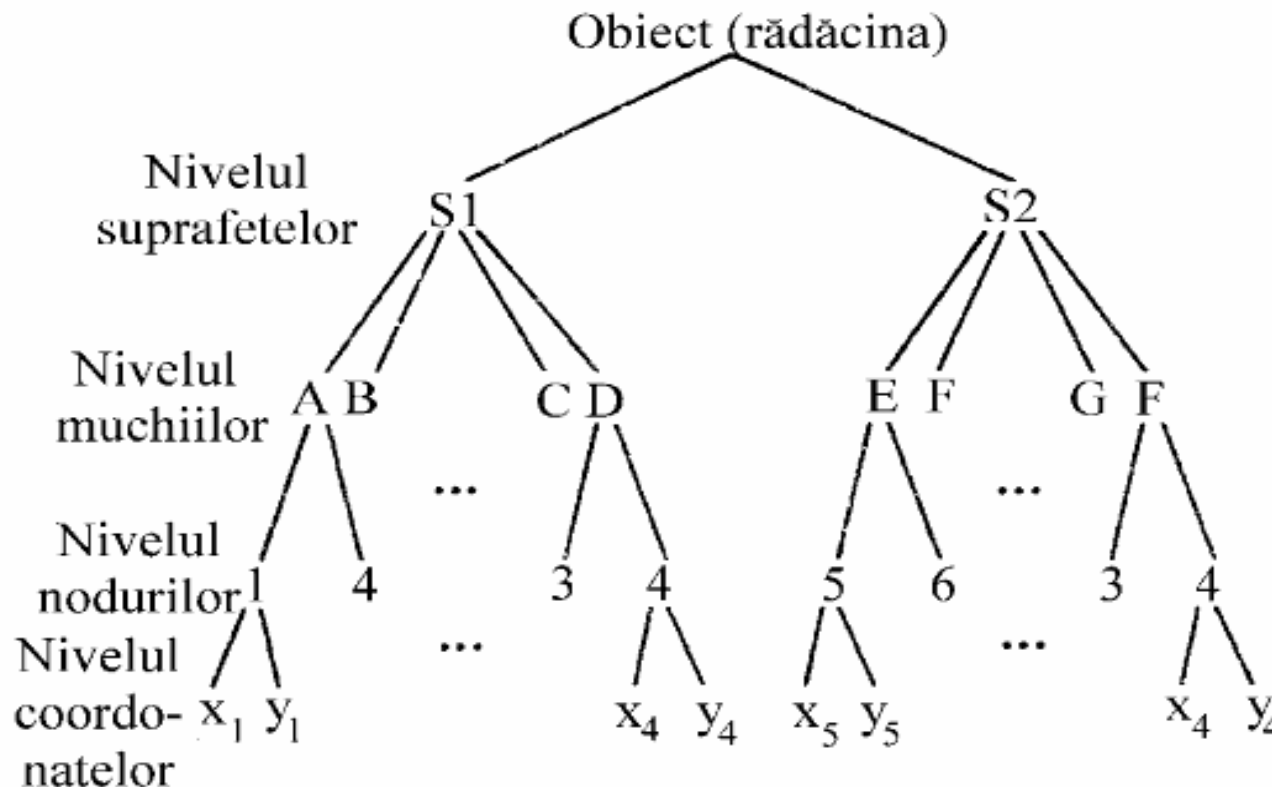 Obiect (rădăcina)
Nivelul
suprafetelor
S1 S2
Nivelul
muchiilor
A B C D E F G F
... ...
Nivelul
nodurilor
1 4 3 4 5 6 3 4
... ...
Nivelul
coordo-
natelor
x1 y1 x4 y4 x5 y5 x4 y4